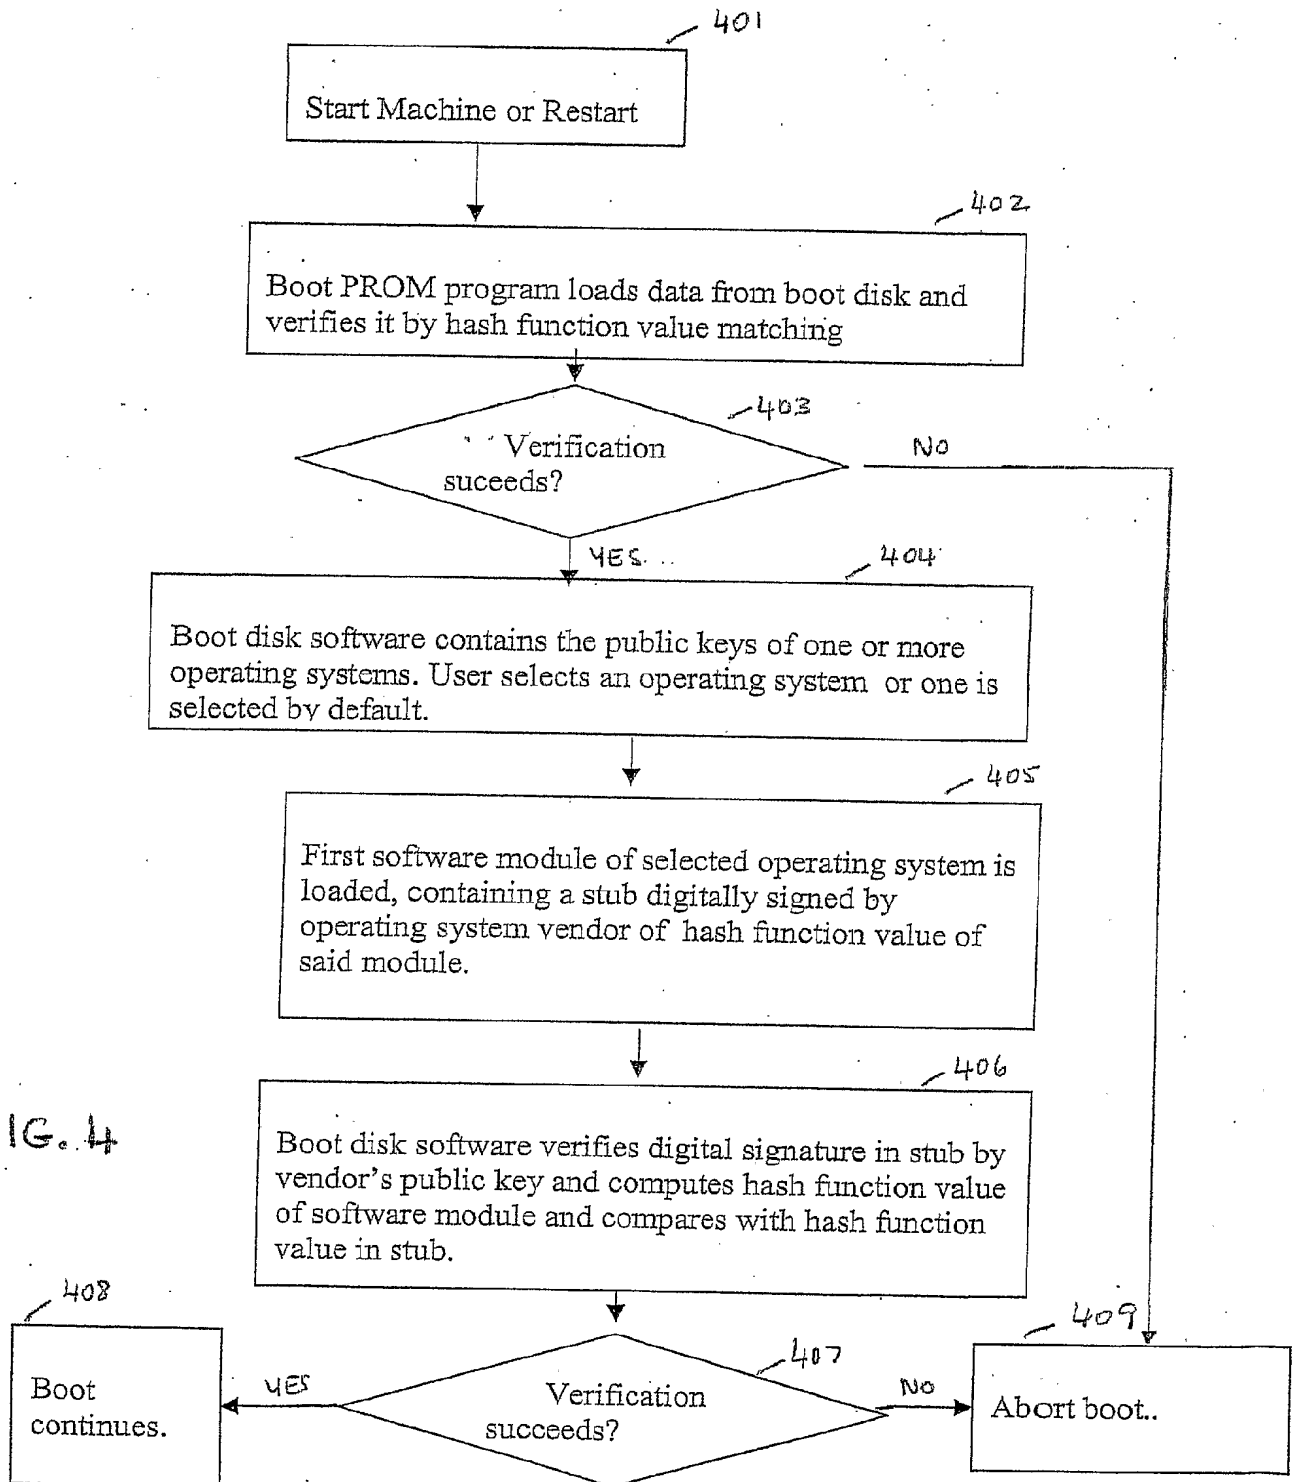 401
Start Machine or Restart
402
Boot PROM program loads data from boot disk and
verifies it by hash function value matching
403
Verification
suceeds?
NO
YES
404
Boot disk software contains the public keys of one or more
operating systems. User selects an operating system or one is
selected by default.
405
First software module of selected operating system is
loaded, containing a stub digitally signed by
operating system vendor of hash function value of
said module.
406
IG. 4
Boot disk software verifies digital signature in stub by
vendor's public key and computes hash function value
of software module and compares with hash function
value in stub.
408
409
407
Boot
continues.
YES
Verification
succeeds?
NO
Abort boot..